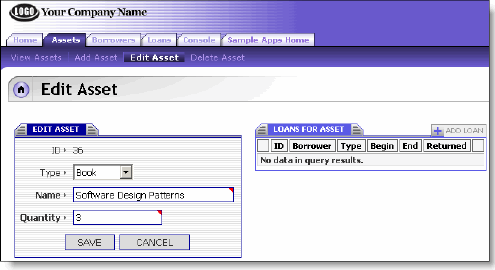 LOGO Your Company Name
Home Assets Borrowers Loans Console Sample Apps Home
View Assets Add Asset Edit Asset Delete Asset
Edit Asset
EDIT ASSET
ID 36
Type Book
Name Software Design Patterns
Quantity 3
SAVE CANCEL
LOANS FOR ASSET + ADD LOAN
ID Borrower Type Begin End Returned
No data in query results.